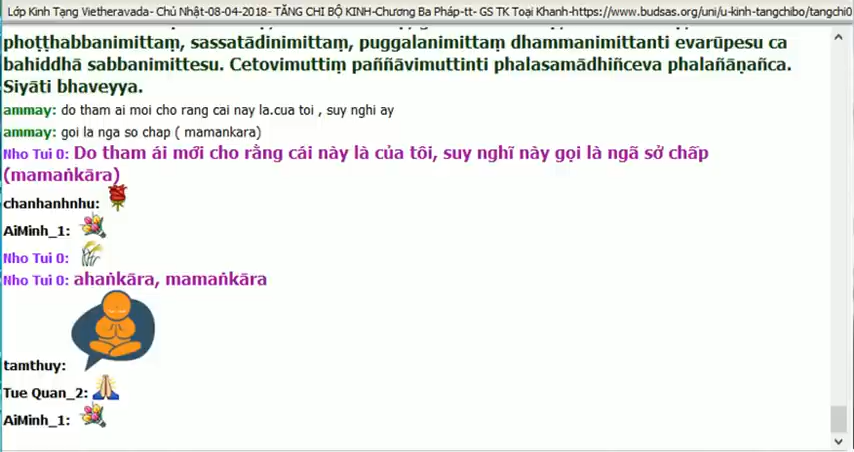 Lớp Kinh Tạng Vietheravada- Chủ Nhật-08-04-2018- TĂNG CHI BỘ KINH-Chương Ba Pháp-tt- GS TK Toại Khanh-https://www.budsas.org/uni/u-kinh-tangchibo/tangchi0
phoṭṭhabbanimittaṃ, sassatādinimittaṃ, puggalanimittaṃ dhammanimittanti evarūpesu ca
bahiddhā sabbanimittesu. Cetovimuttiṃ paññāvimuttinti phalasamādhiñceva phalañāṇañca.
Siyāti bhaveyya.
ammay: do tham ai moi cho rang cai nay la.cua toi , suy nghi ay
ammay: goi la nga so chap ( mamankara)
Nho Tui 0: Do tham ái mới cho rằng cái này là của tôi, suy nghĩ này gọi là ngã sở chấp
(mamaṅkāra)
chanhanhnhu:
AiMinh_1:
Nho Tui 0:
Nho Tui 0: ahaṅkāra, mamaṅkāra
tamthuy:
Tue Quan_2:
AiMinh_1: